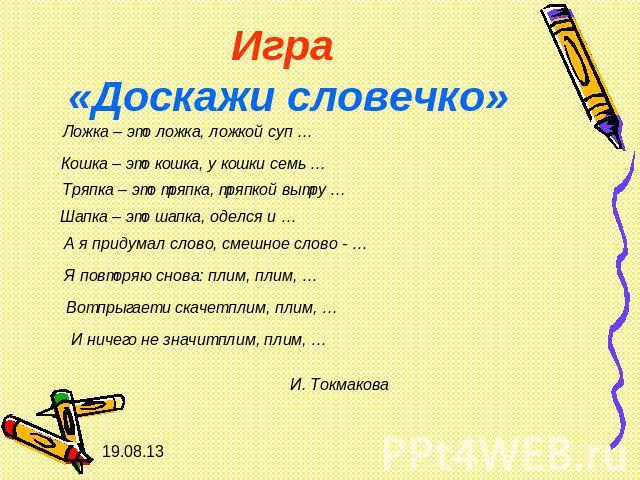 Игра
«Доскажи словечко»
Ложка – это ложка, ложкой суп …
Кошка – это кошка, у кошки семь …
Тряпка – это тряпка, тряпкой вытру …
Шапка – это шапка, оделся и …
А я придумал слово, смешное слово - …
Я повторяю снова: плим, плим, …
Вот прыгает и скачет плим, плим, …
И ничего не значит плим, плим, …
И. Токмакова
19.08.13
PPt4WEB.ru